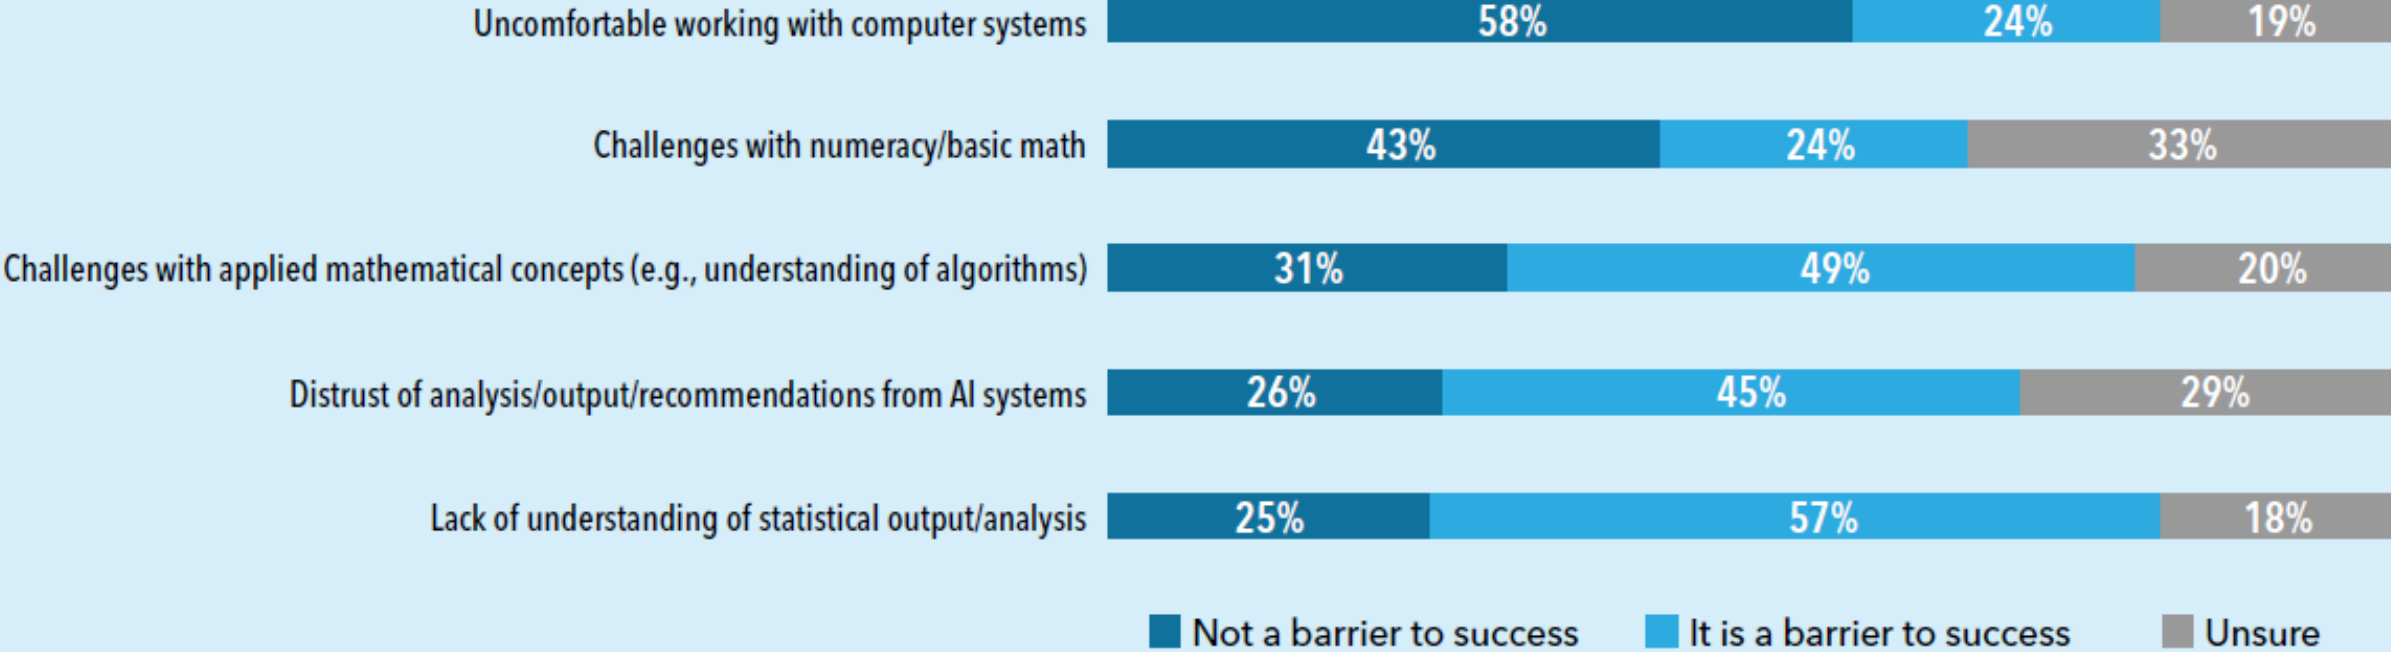 Uncomfortable working with computer systems 58% 24% 19%
Challenges with numeracy/basic math 43% 24% 33%
Challenges with applied mathematical concepts (e.g., understanding of algorithms) 31% 49% 20%
Distrust of analysis/output/recommendations from AI systems 26% 45% 29%
Lack of understanding of statistical output/analysis 25% 57% 18%
Not a barrier to success It is a barrier to success Unsure